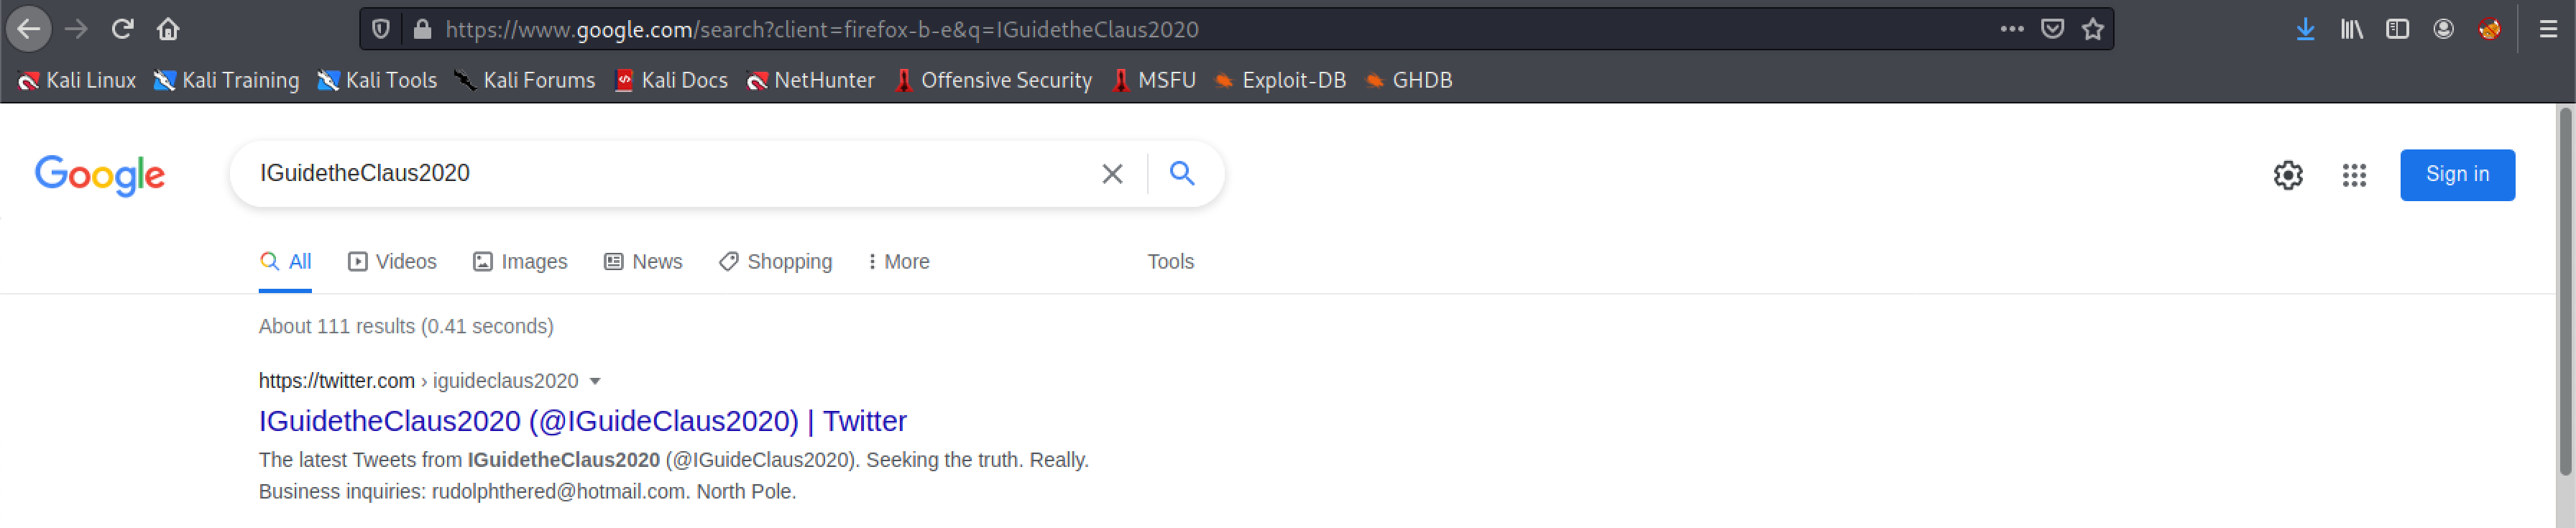 https://www.google.com/search?client=firefox-b-e&q=IGuidetheClaus2020
Kali Linux Kali Training Kali Tools Kali Forums Kali Docs NetHunter Offensive Security MSFU Exploit-DB GHDB
Google IGuidetheClaus2020 Sign in
All Videos Images News Shopping More Tools
About 111 results (0.41 seconds)
https://twitter.com › iguideclaus2020
IGuidetheClaus2020 (@IGuideClaus2020) | Twitter
The latest Tweets from IGuidetheClaus2020 (@IGuideClaus2020). Seeking the truth. Really.
Business inquiries: rudolphthered@hotmail.com. North Pole.